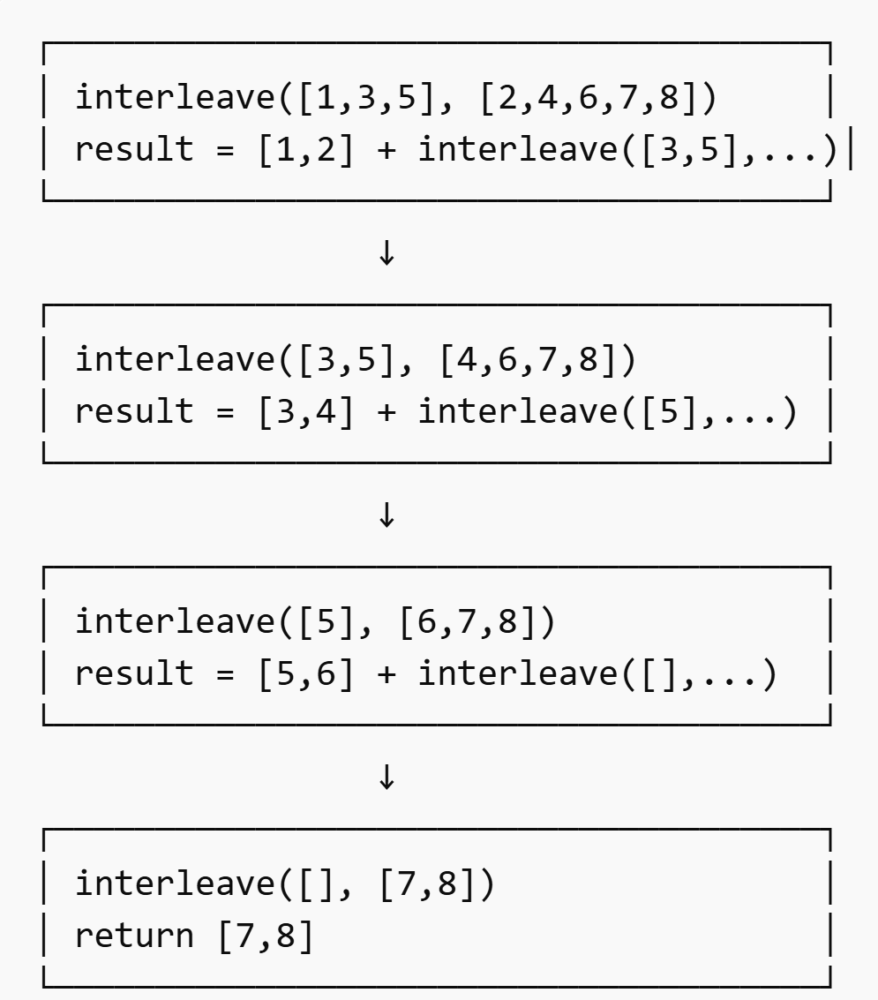 interleave([1,3,5], [2,4,6,7,8])
result = [1,2] + interleave([3,5],...)
↓
interleave([3,5], [4,6,7,8])
result = [3,4] + interleave([5],...)
↓
interleave([5], [6,7,8])
result = [5,6] + interleave([],...)
↓
interleave([], [7,8])
return [7,8]